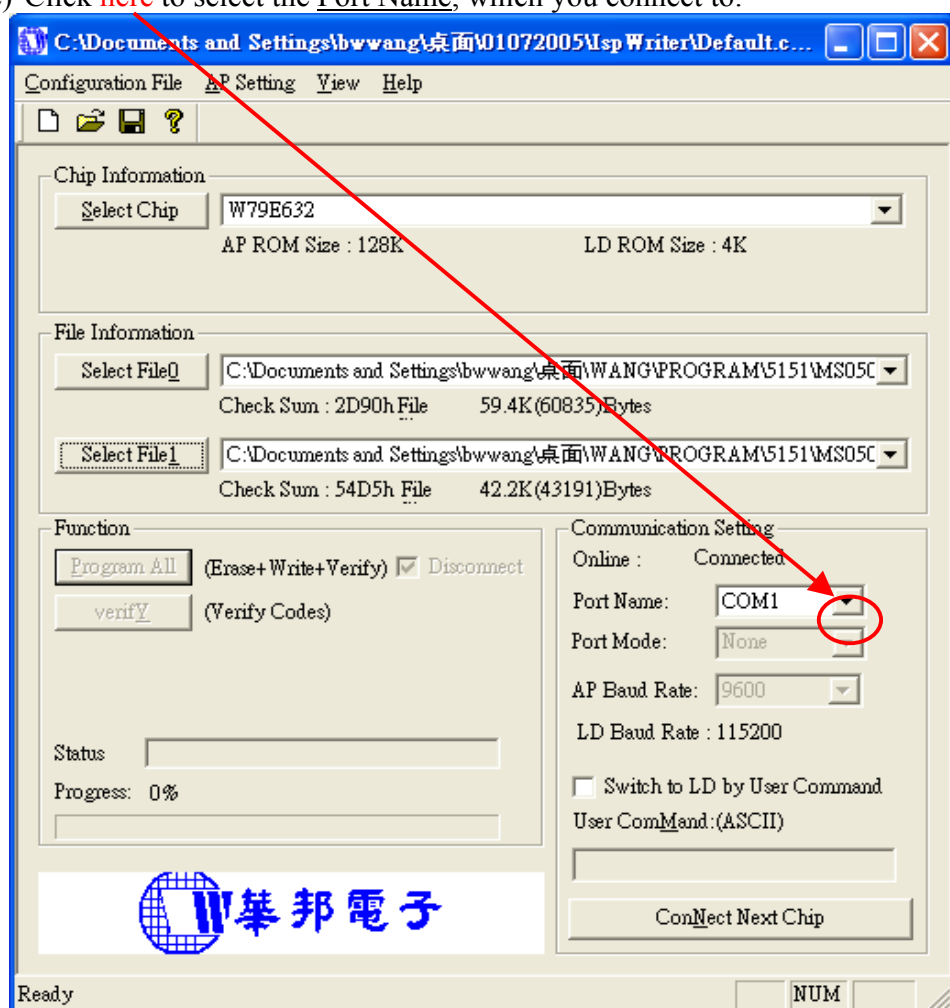 ) Click here to select the Port Name, which you connect to.
C:\Documents and Settings\bwwang\桌面\01072005\IspWriter\Default.c...
Configuration File AP Setting View Help
Chip Information
Select Chip W79E632
AP ROM Size : 128K LD ROM Size : 4K
File Information
Select File0 C:\Documents and Settings\bwwang\桌面\WANG\PROGRAM\5151\MS050
Check Sum : 2D90h File 59.4K(60835)Bytes
Select File1 C:\Documents and Settings\bwwang\桌面\WANG\PROGRAM\5151\MS050
Check Sum : 54D5h File 42.2K(43191)Bytes
Function
Program All (Erase+Write+Verify) Disconnect
verifY (Verify Codes)
Status
Progress: 0%
Communication Setting
Online : Connected
Port Name: COM1
Port Mode: None
AP Baud Rate: 9600
LD Baud Rate : 115200
Switch to LD by User Command
User ComMand:(ASCII)
ConNect Next Chip
華邦電子
Ready NUM